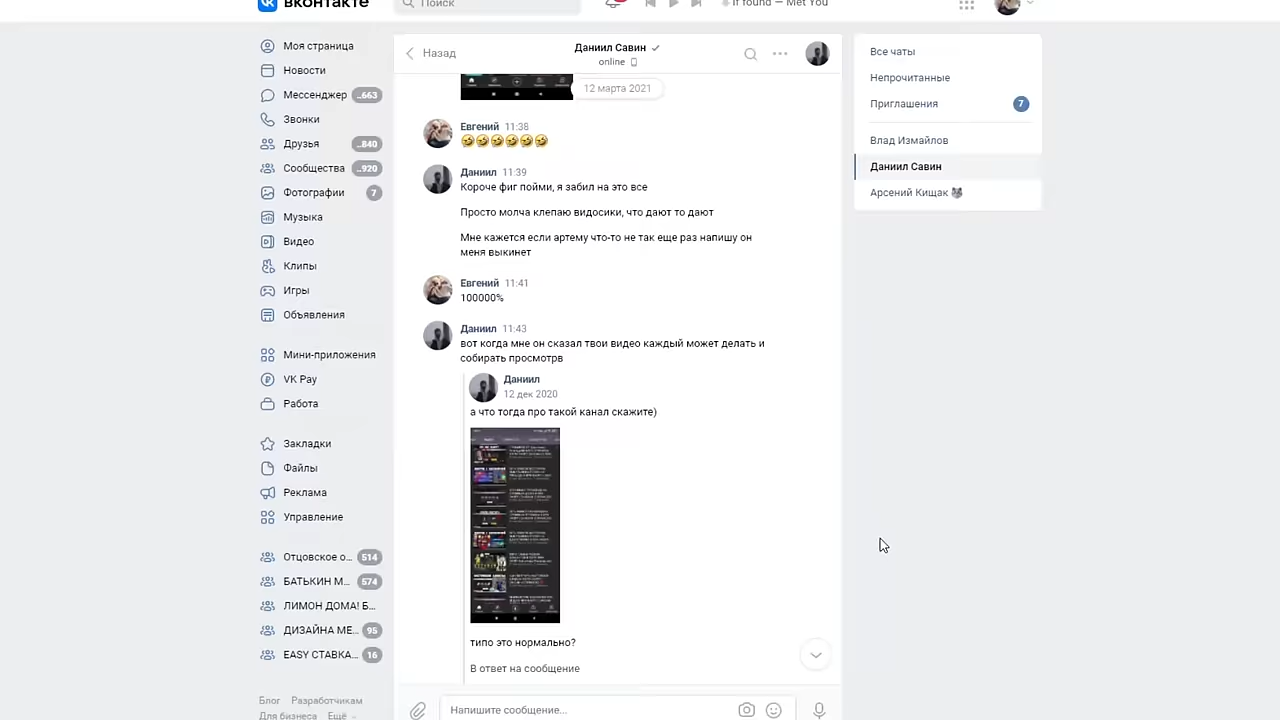 вконтакте
Поиск
If found — Met You
Моя страница
Новости
Мессенджер ..663
Звонки
Друзья ..840
Сообщества ..920
Фотографии 7
Музыка
Видео
Клипы
Игры
Объявления
Мини-приложения
VK Pay
Работа
Закладки
Файлы
Реклама
Управление
Отцовское о... 514
БАТЬКИН М... 574
ЛИМОН ДОМА! Б...
ДИЗАЙНА МЕ... 95
EASY СТАВКА... 16
Блог Разработчикам
Для бизнеса Ещё
Назад
Даниил Савин
online
12 марта 2021
Евгений 11:38
🤣🤣🤣🤣🤣🤣
Даниил 11:39
Короче фиг пойми, я забил на это все
Просто молча клепаю видосики, что дают то дают
Мне кажется если артему что-то не так еще раз напишу он
меня выкинет
Евгений 11:41
100000%
Даниил 11:43
вот когда мне он сказал твои видео каждый может делать и
собирать просмотрв
Даниил
12 дек 2020
а что тогда про такой канал скажите)
типо это нормально?
В ответ на сообщение
Напишите сообщение...
Все чаты
Непрочитанные
Приглашения 7
Влад Измайлов
Даниил Савин
Арсений Кищак